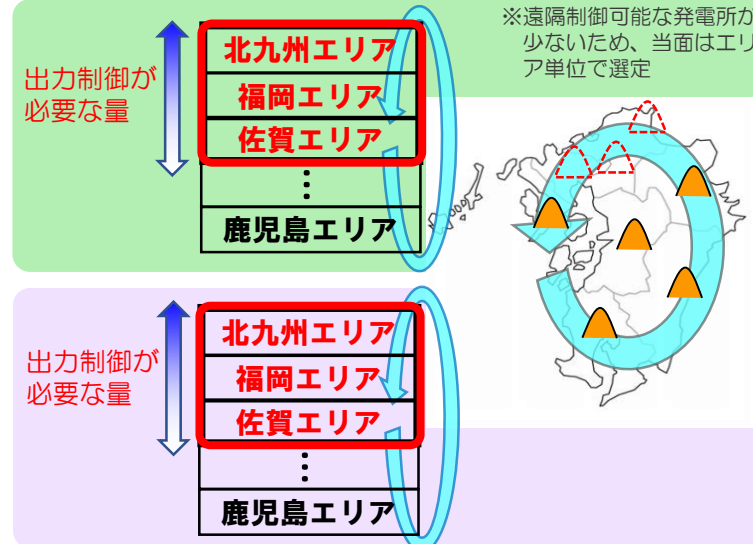 ※遠隔制御可能な発電所が
少ないため、当面はエリ
ア単位で選定
出力制御が
必要な量
北九州エリア
福岡エリア
佐賀エリア
⋮
鹿児島エリア
出力制御が
必要な量
北九州エリア
福岡エリア
佐賀エリア
⋮
鹿児島エリア